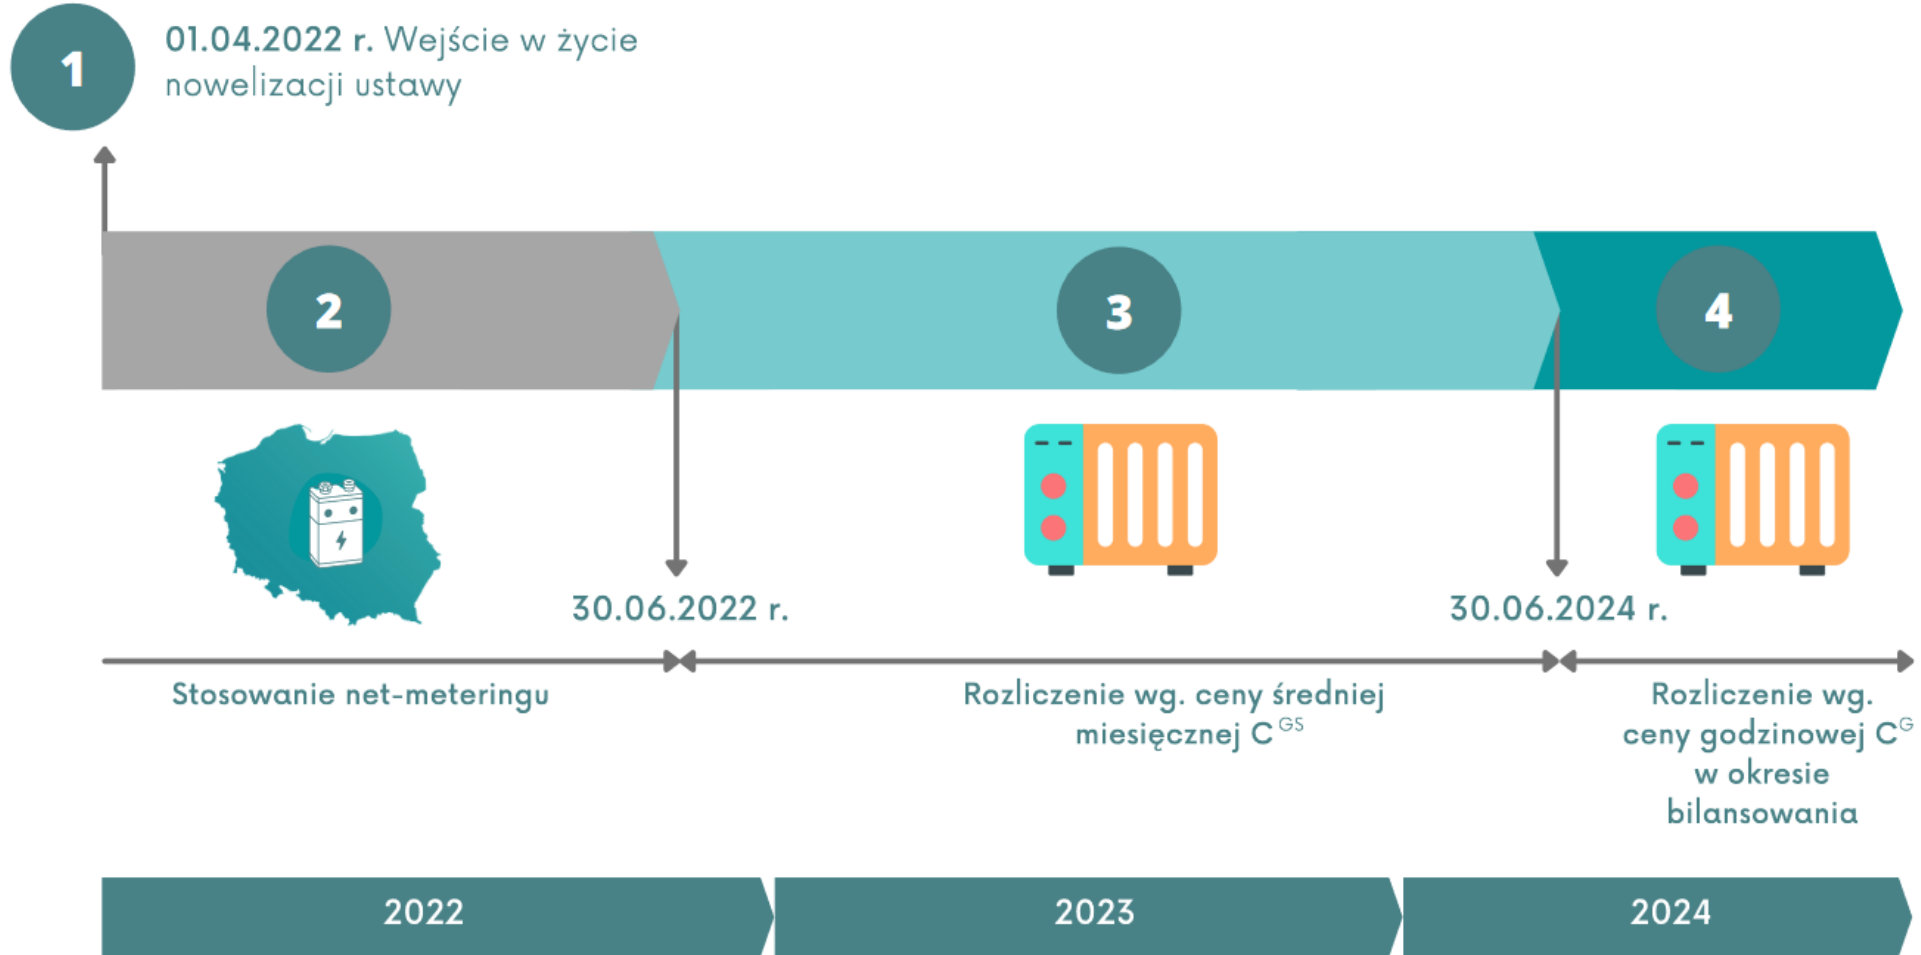 1
01.04.2022 r. Wejście w życie
nowelizacji ustawy
2
3
4
30.06.2022 r.
30.06.2024 r.
Stosowanie net-meteringu
Rozliczenie wg. ceny średniej
miesięcznej C GS
Rozliczenie wg.
ceny godzinowej CG
w okresie
bilansowania
2022
2023
2024